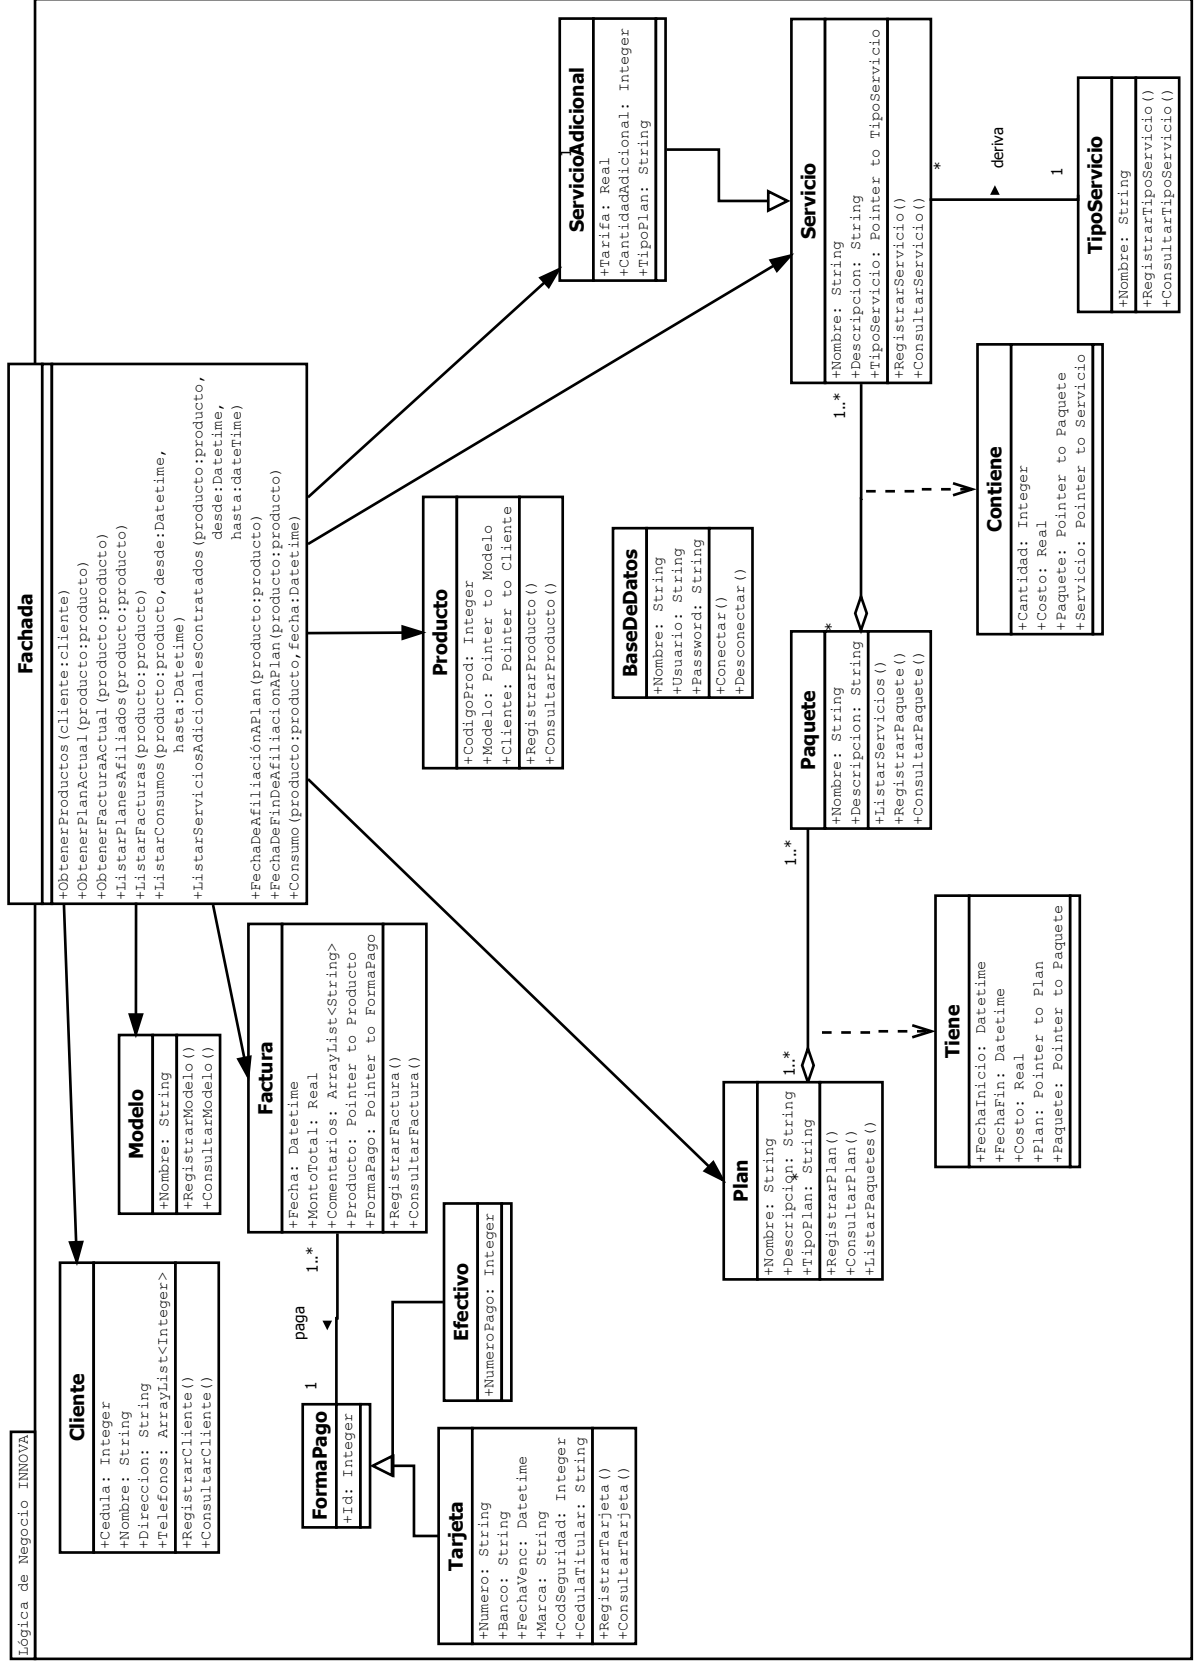 Lógica de Negocio INNOVA
Fachada
+ObtenerProductos(cliente:cliente)
+ObtenerPlanActual(producto:producto)
+ObtenerFacturaActual(producto:producto)
+ListarPlanesAfiliados(producto:producto)
+ListarFacturas(producto:producto)
+ListarConsumos(producto:producto,desde:Datetime,
hasta:Datetime)
+ListarServiciosAdicionalesContratados(producto:producto,
desde:Datetime,
hasta:dateTime)
+FechaDeAfiliaciónAPlan(producto:producto)
+FechaDeFinDeAfiliacionAPlan(producto:producto)
+Consumo(producto:producto,fecha:Datetime)
Cliente
+Cedula: Integer
+Nombre: String
+Direccion: String
+Telefonos: ArrayList<Integer>
+RegistrarCliente()
+ConsultarCliente()
Modelo
+Nombre: String
+RegistrarModelo()
+ConsultarModelo()
Factura
+Fecha: Datetime
+MontoTotal: Real
+Comentarios: ArrayList<String>
+Producto: Pointer to Producto
+FormaPago: Pointer to FormaPago
+RegistrarFactura()
+ConsultarFactura()
1
paga
1..*
FormaPago
+Id: Integer
Efectivo
+NumeroPago: Integer
Tarjeta
+Numero: String
+Banco: String
+FechaVenc: Datetime
+Marca: String
+CodSeguridad: Integer
+CedulaTitular: String
+RegistrarTarjeta()
+ConsultarTarjeta()
Producto
+CodigoProd: Integer
+Modelo: Pointer to Modelo
+Cliente: Pointer to Cliente
+RegistrarProducto()
+ConsultarProducto()
ServicioAdicional
1
+Tarifa: Real
+CantidadAdicional: Integer
+TipoPlan: String
BaseDeDatos
+Nombre: String
+Usuario: String
+Password: String
+Conectar()
+Desconectar()
Plan
+Nombre: String
+Descripcion: String
*
+TipoPlan: String
+RegistrarPlan()
+ConsultarPlan()
+ListarPaquetes()
1..*
1..*
Paquete
+Nombre: String
+Descripcion: String
+ListarServicios()
+RegistrarPaquete()
+ConsultarPaquete()
*
1..*
Servicio
+Nombre: String
+Descripcion: String
+TipoServicio: Pointer to TipoServicio
+RegistrarServicio()
+ConsultarServicio()
*
deriva
1
Tiene
+FechaInicio: Datetime
+FechaFin: Datetime
+Costo: Real
+Plan: Pointer to Plan
+Paquete: Pointer to Paquete
Contiene
+Cantidad: Integer
+Costo: Real
+Paquete: Pointer to Paquete
+Servicio: Pointer to Servicio
TipoServicio
+Nombre: String
+RegistrarTipoServicio()
+ConsultarTipoServicio()